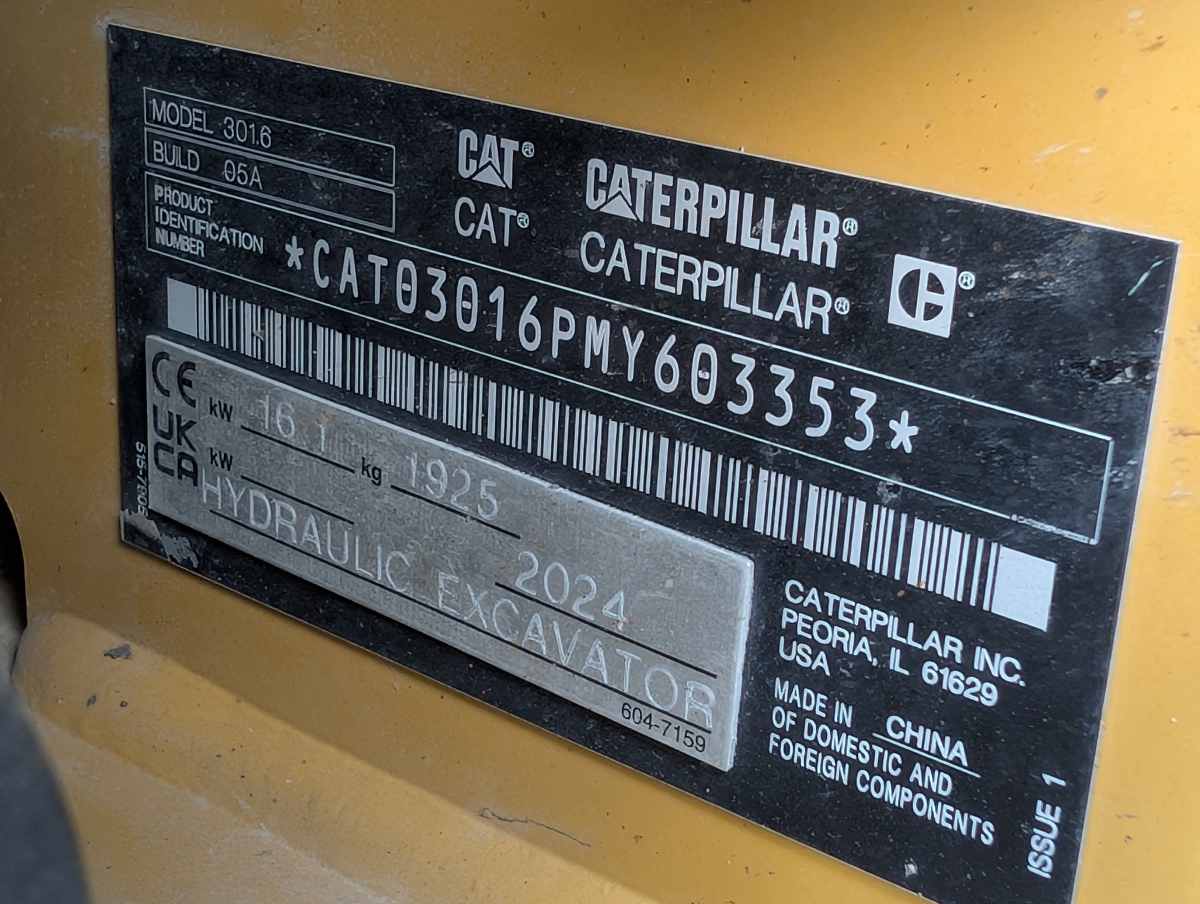 MODEL 301.6
BUILD 05A
PRODUCT
IDENTIFICATION
NUMBER
*CAT03016PMY603353*
CAT®
CAT®
CATERPILLAR®
CATERPILLAR®
C®
CE
UK
CA
kW 16.1
kg 1925
kW
2024
HYDRAULIC EXCAVATOR
604-7159
CATERPILLAR INC.
PEORIA, IL 61629
USA
MADE IN CHINA
OF DOMESTIC AND
FOREIGN COMPONENTS
ISSUE 1